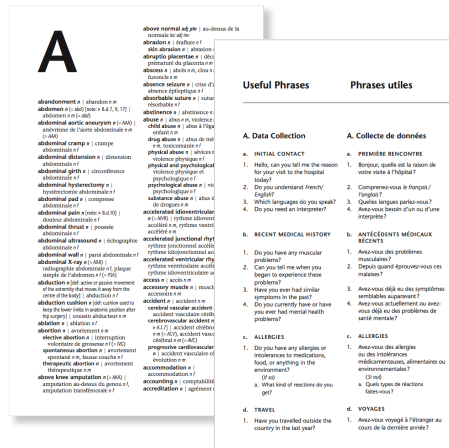 A
abandonment n | abandon n m
abdomen n (= abd) [note: » B.d.7, 9, 17] |
abdomen n m (= abd)
abdominal aortic aneurysm n (= AAA) |
anévrisme de l'aorte abdominale n m
(= AAA)
abdominal cramp n | crampe
abdominale n f
abdominal distension n | distension
abdominale n f
abdominal girth n | circonférence
abdominale n f
abdominal hysterectomy n |
hystérectomie abdominale n f
abdominal pad n | compresse
abdominale n f
abdominal pain n [note: » B.d.10] |
douleur abdominale n f
abdominal thrust n | poussée
abdominale n f
abdominal ultrasound n | échographie
abdominale n f
abdominal wall n | paroi abdominale n f
abdominal X-ray n (= AXR) |
radiographie abdominale n f, plaque
simple de l'abdomen n f (= PSA)
abduction n [def: active or passive movement
of the extremity that moves it away from the
centre of the body] | abduction n f
abduction cushion n [def: cushion used to
keep the lower limbs in anatomic position after
hip surgery] | coussin abducteur n m
ablation n | ablation n f
abortion n | avortement n m
elective abortion n | interruption
volontaire de grossesse n f (= IVG)
spontaneous abortion n | avortement
spontané n m, fausse couche n f
therapeutic abortion n | avortement
thérapeutique n m
above knee amputation n (= AKA) |
amputation au-dessus du genou n f,
amputation transfémorale n f
above normal adj phr | au-dessus de la
normale loc adj inv
abrasion n | éraflure n f
skin abrasion n | abrasion
abruptio placentae n |
prématuré du placenta n m
abscess n | abcès n m, clou n
furoncle n m
absence seizure n | crise d'
absence épileptique n f
absorbable suture n | sutur
résorbable n f
abstinence n | abstinence n
abuse n | abus n m, violence
child abuse n | abus à l'éga
enfant n m
drug abuse n | abus de mé
n m, toxicomanie n f
physical abuse n | sévices n
violence physique n f
physical and psychological
violence physique et
psychologique n f
psychological abuse n | vic
psychologique n f
substance abuse n | abus d
de drogues n m
accelerated idioventricular
n (= AIVR) | rythme idiovent
accéléré n m, rythme ventri
accéléré n m
accelerated junctional rhyt
rythme jonctionnel accélé
rythme idiojonctionnel acc
accelerated ventricular rhy
rythme ventriculaire accélé
rythme idioventriculaire a
access n | accès n m
accessory muscle n | muscle
accessoire n m
accident n | accident n m
cerebral vascular accident
accident vasculaire céréb
cerebrovascular accident n
accident cérébro
n m (= ACV), accident vascu
cérébral n m (= AVC)
progressive cardiovascular
n | accident vasculaire cé
évolution n m
accommodation n |
accommodation n f
accounting n | comptabilité
accreditation n | agrément
Useful Phrases
A. Data Collection
a. INITIAL CONTACT
1. Hello, can you tell me the reason
for your visit to the hospital
today?
2. Do you understand French/
English?
3. Which languages do you speak?
4. Do you need an interpreter?
b. RECENT MEDICAL HISTORY
1. Do you have any muscular
problems?
2. Can you tell me when you
began to experience these
problems?
3. Have you ever had similar
symptoms in the past?
4. Do you currently have or have
you ever had mental health
problems?
c. ALLERGIES
1. Do you have any allergies or
intolerances to medications,
food, or anything in the
environment?
(If so)
a. What kind of reactions do you
get?
d. TRAVEL
1. Have you travelled outside the
country in the last year?
Phrases utiles
A. Collecte de données
a. PREMIÈRE RENCONTRE
1. Bonjour, quelle est la raison de
votre visite à l'hôpital ?
2. Comprenez-vous le français /
l'anglais ?
3. Quelles langues parlez-vous ?
4. Avez-vous besoin d'un ou d'une
interprète ?
b. ANTÉCÉDENTS MÉDICAUX
RÉCENTS
1. Avez-vous des problèmes
musculaires ?
2. Depuis quand éprouvez-vous ces
malaises ?
3. Avez-vous déjà eu des symptômes
semblables auparavant ?
4. Avez-vous actuellement ou avez-
vous déjà eu des problèmes de
santé mentale ?
c. ALLERGIES
1. Avez-vous des allergies
ou des intolérances
médicamenteuses, alimentaires ou
environnementales ?
(Si oui)
a. Quels types de réactions
faites-vous ?
d. VOYAGES
1. Avez-vous voyagé à l'étranger au
cours de la dernière année ?